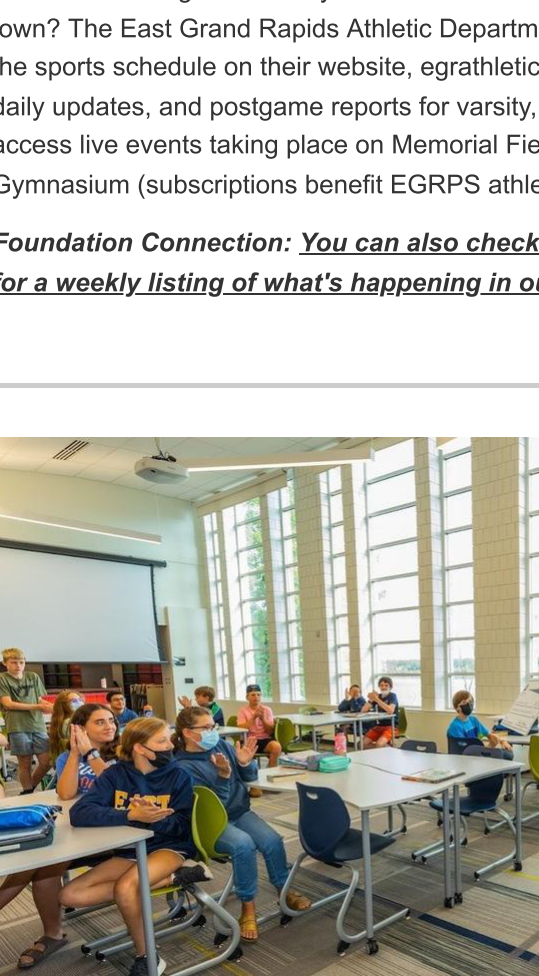 own? The East Grand Rapids Athletic Departm
he sports schedule on their website, egrathletic
daily updates, and postgame reports for varsity,
access live events taking place on Memorial Fie
Gymnasium (subscriptions benefit EGRPS athle
Foundation Connection: You can also check
for a weekly listing of what's happening in ou
EAST